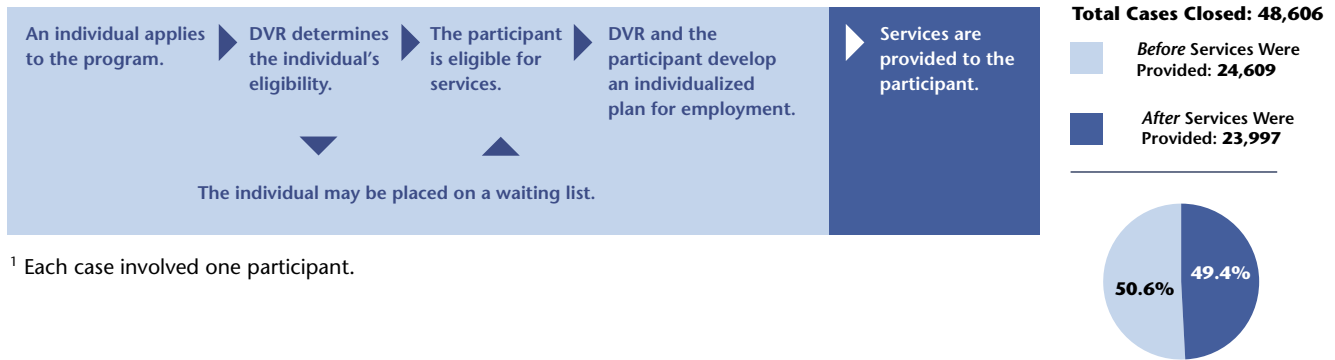 An individual applies
to the program.
DVR determines
the individual's
eligibility.
The participant
is eligible for
services.
DVR and the
participant develop
an individualized
plan for employment.
Services are
provided to the
participant.
The individual may be placed on a waiting list.
1 Each case involved one participant.
Total Cases Closed: 48,606
Before Services Were
Provided: 24,609
After Services Were
Provided: 23,997
50.6%
49.4%